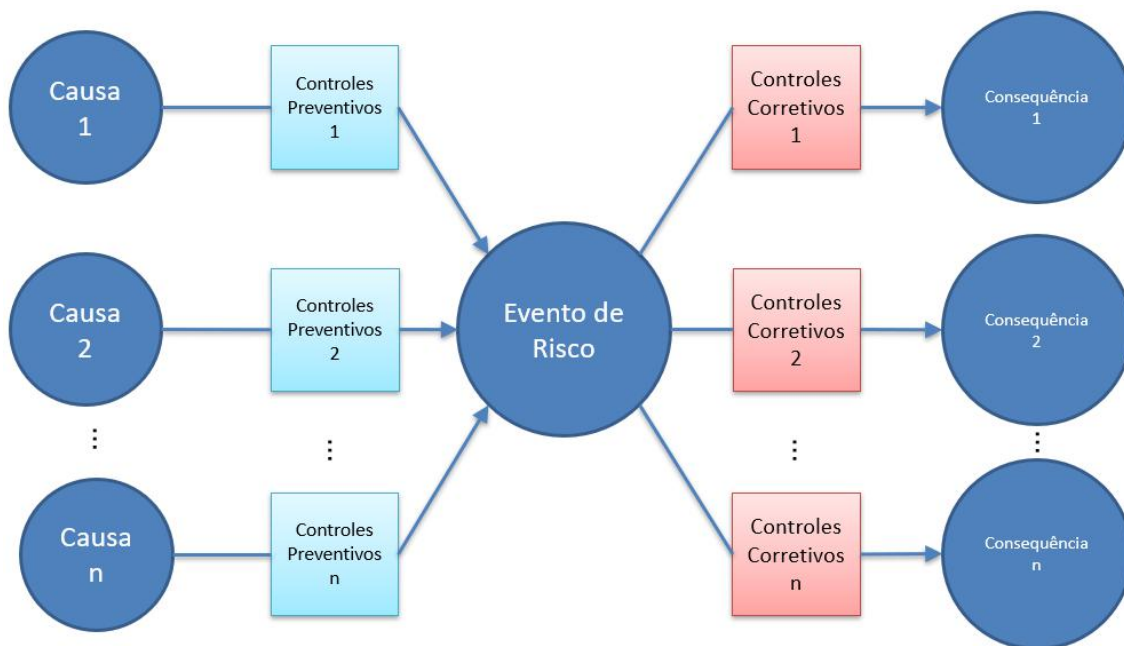 Causa
1
Controles
Preventivos
1
Controles
Corretivos
1
Consequência
1
Causa
2
Controles
Preventivos
2
Evento de
Risco
Controles
Corretivos
2
Consequência
2
...
...
...
...
Causa
n
Controles
Preventivos
n
Controles
Corretivos
n
Consequência
n